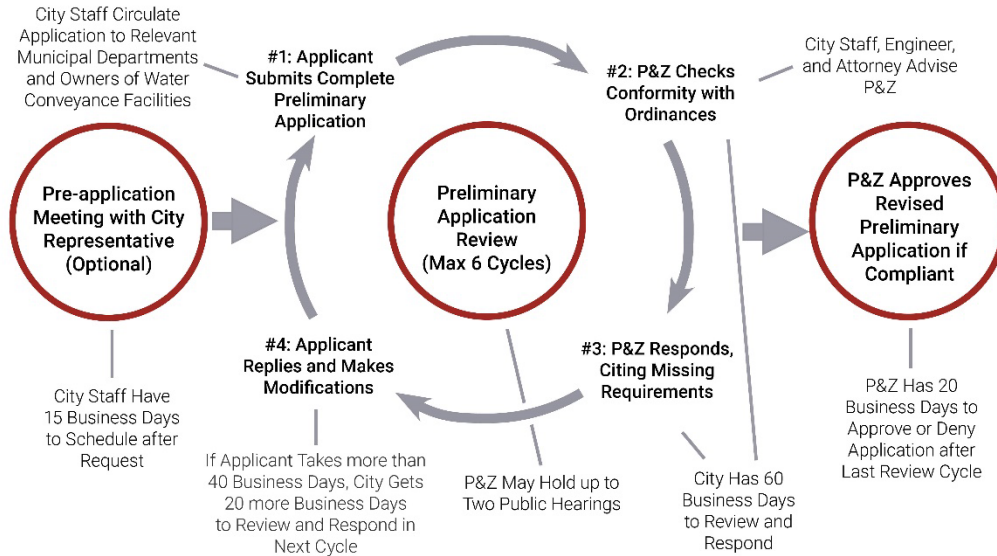 City Staff Circulate
Application to Relevant
Municipal Departments
and Owners of Water
Conveyance Facilities
#1: Applicant
Submits Complete
Preliminary
Application
#2: P&Z Checks
Conformity with
Ordinances
City Staff, Engineer,
and Attorney Advise
P&Z
Pre-application
Meeting with City
Representative
(Optional)
Preliminary
Application
Review
(Max 6 Cycles)
P&Z Approves
Revised
Preliminary
Application if
Compliant
#4: Applicant
Replies and Makes
Modifications
#3: P&Z Responds,
Citing Missing
Requirements
City Staff Have
15 Business Days
to Schedule after
Request
If Applicant Takes more than
40 Business Days, City Gets
20 more Business Days
to Review and Respond in
Next Cycle
P&Z May Hold up to
Two Public Hearings
City Has 60
Business Days
to Review and
Respond
P&Z Has 20
Business Days to
Approve or Deny
Application after
Last Review Cycle